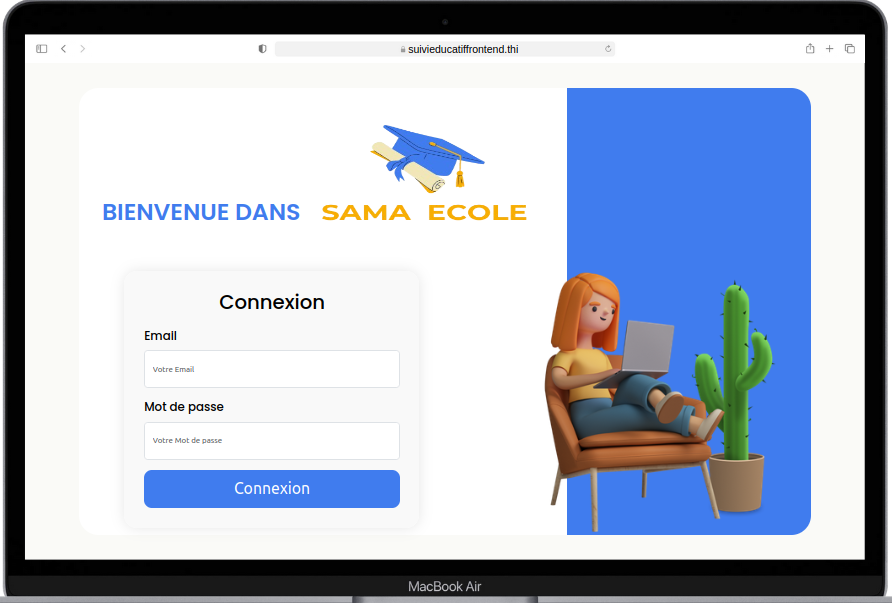 suivieducatiffrontend.thi
BIENVENUE DANS SAMA ECOLE
Connexion
Email
Votre Email
Mot de passe
Votre Mot de passe
Connexion
MacBook Air